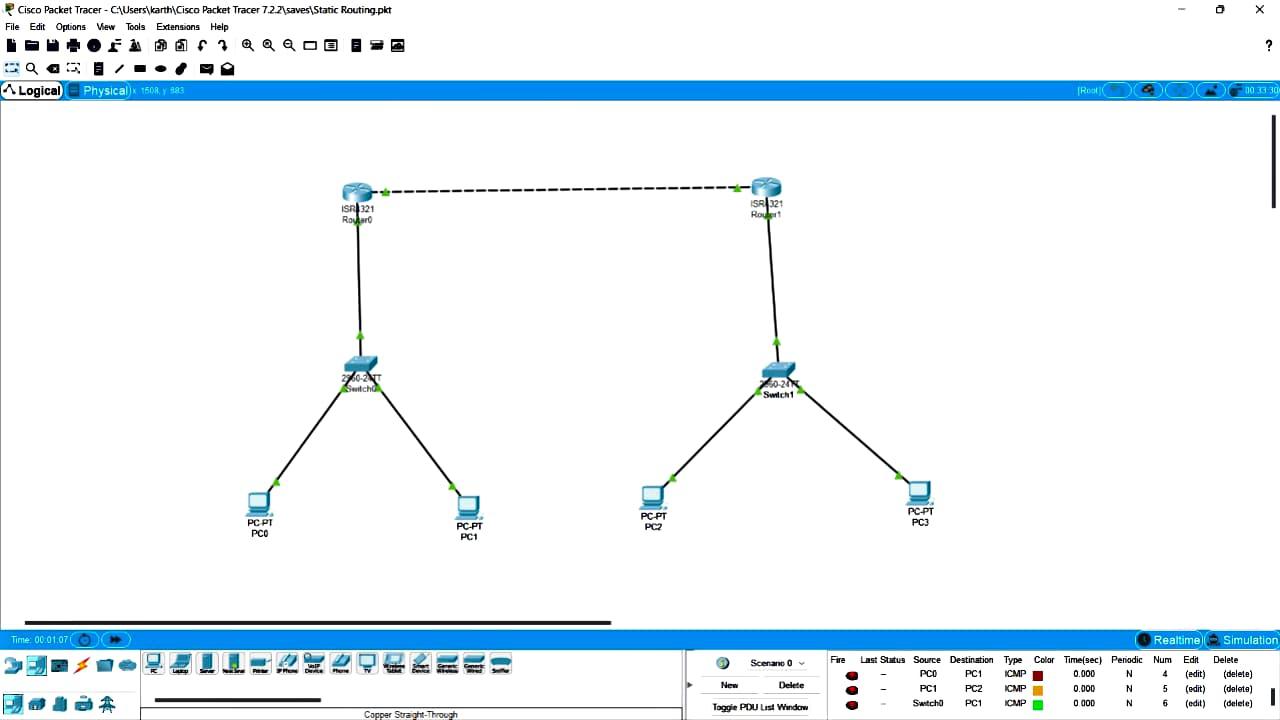 Cisco Packet Tracer - C:\Users\karth\Cisco Packet Tracer 7.2.2\saves\Static Routing.pkt
File Edit Options View Tools Extensions Help
?
Logical Physical x: 1508, y: 583 [Root] 00:33:30
ISR4321
Router0
ISR4321
Router1
2960-24TT
Switch0
2960-24TT
Switch1
PC-PT
PC0
PC-PT
PC1
PC-PT
PC2
PC-PT
PC3
Time: 00:01:07 Realtime Simulation
PC Laptop Server Printer IP Phone VoIP Device Phone TV Wireless Tablet Smart Device Generic Wireless Generic Wired Sniffer
Copper Straight-Through
Scenario 0
New Delete
Toggle PDU List Window
Fire Last Status Source Destination Type Color Time(sec) Periodic Num Edit Delete
-- PC0 PC1 ICMP 0.000 N 4 (edit) (delete)
-- PC1 PC2 ICMP 0.000 N 5 (edit) (delete)
-- Switch0 PC1 ICMP 0.000 N 6 (edit) (delete)